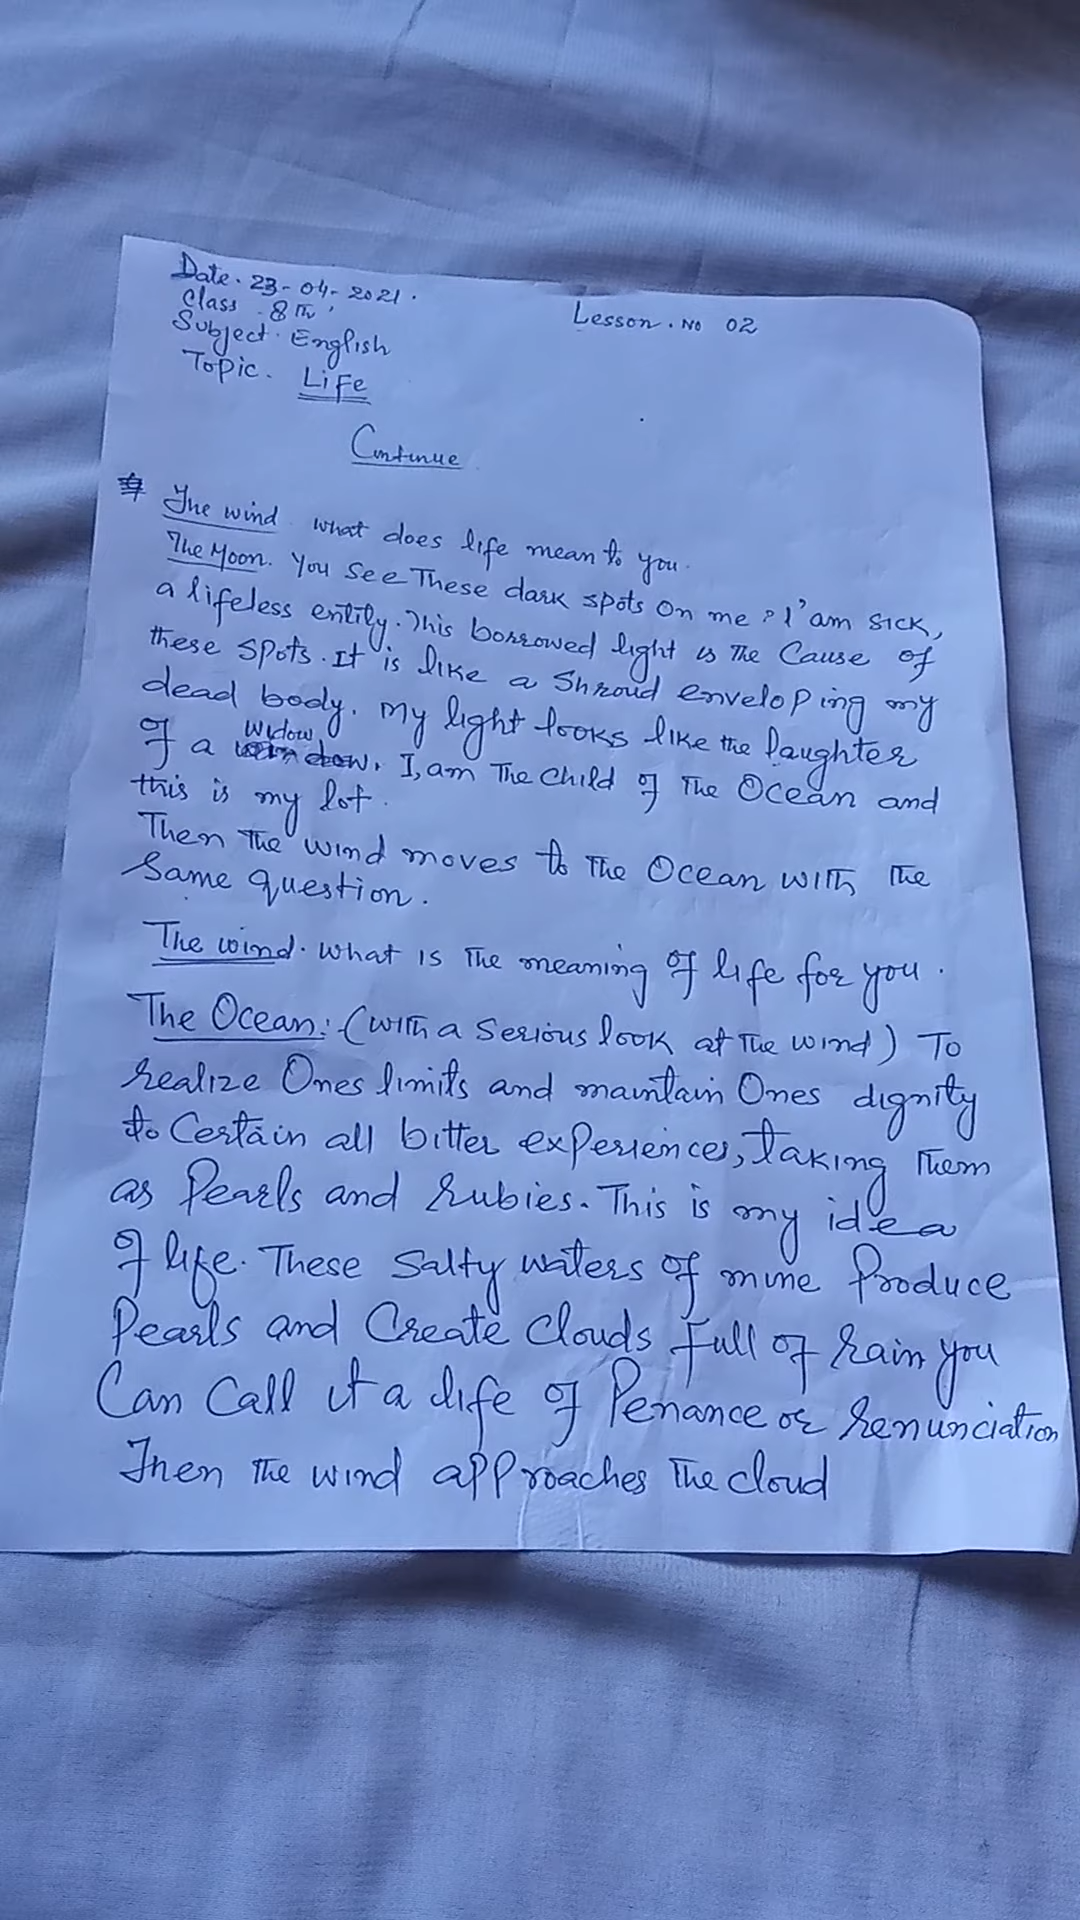 Date. 23-04-2021.
Class 8th
Lesson. No 02
Subject. English
Topic. Life
Continue
The wind what does life mean to you.
The Moon. You see These dark spots on me? I'am sick,
a lifeless entity. This borrowed light is The Cause of
these spots. It is like a Shroud enveloping my
dead body. My light looks like the laughter
of a widow. I, am The Child of The Ocean and
this is my lot.
Then The wind moves to The Ocean with The
Same question.
The wind. What is The meaning of life for you.
The Ocean: (with a serious look at The wind) To
realize Ones limits and maintain Ones dignity
to Certain all bitter experiences, taking Them
as Pearls and rubies. This is my idea
of life. These Salty waters of mine Produce
Pearls and Create Clouds full of rain you
Can Call it a life of Penance or renunciation
Then The wind approaches The cloud